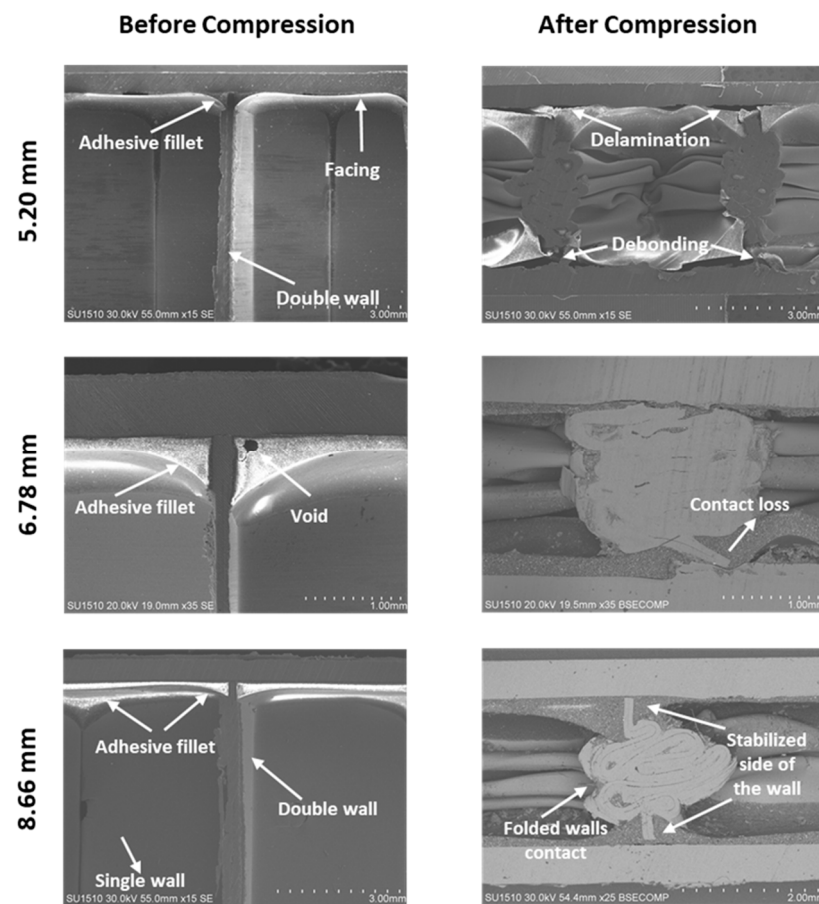 Before Compression
After Compression
5.20 mm
Adhesive fillet
Facing
Double wall
SU1510 30.0kV 55.0mm x15 SE
3.00mm
Delamination
Debonding
SU1510 30.0kV 55.0mm x15 SE
3.00mm
6.78 mm
Adhesive fillet
Void
SU1510 20.0kV 19.0mm x35 SE
1.00mm
Contact loss
SU1510 20.0kV 19.5mm x35 BSECOMP
1.00mm
8.66 mm
Adhesive fillet
Double wall
Single wall
SU1510 30.0kV 55.0mm x15 SE
3.00mm
Stabilized
side of
the wall
Folded walls
contact
SU1510 30.0kV 54.4mm x25 BSECOMP
2.00mm